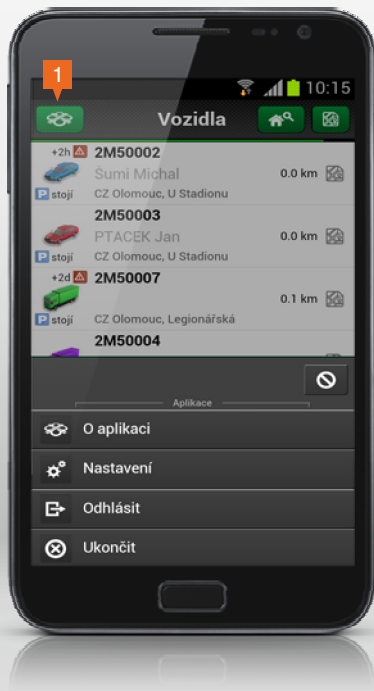 1
10:15
Vozidla
+2h 2M50002
Šumi Michal 0.0 km
P stojí CZ Olomouc, U Stadionu
2M50003
PTACEK Jan 0.0 km
P stojí CZ Olomouc, U Stadionu
+2d 2M50007
0.1 km
P stojí CZ Olomouc, Legionářská
2M50004
Aplikace
O aplikaci
Nastavení
Odhlásit
Ukončit